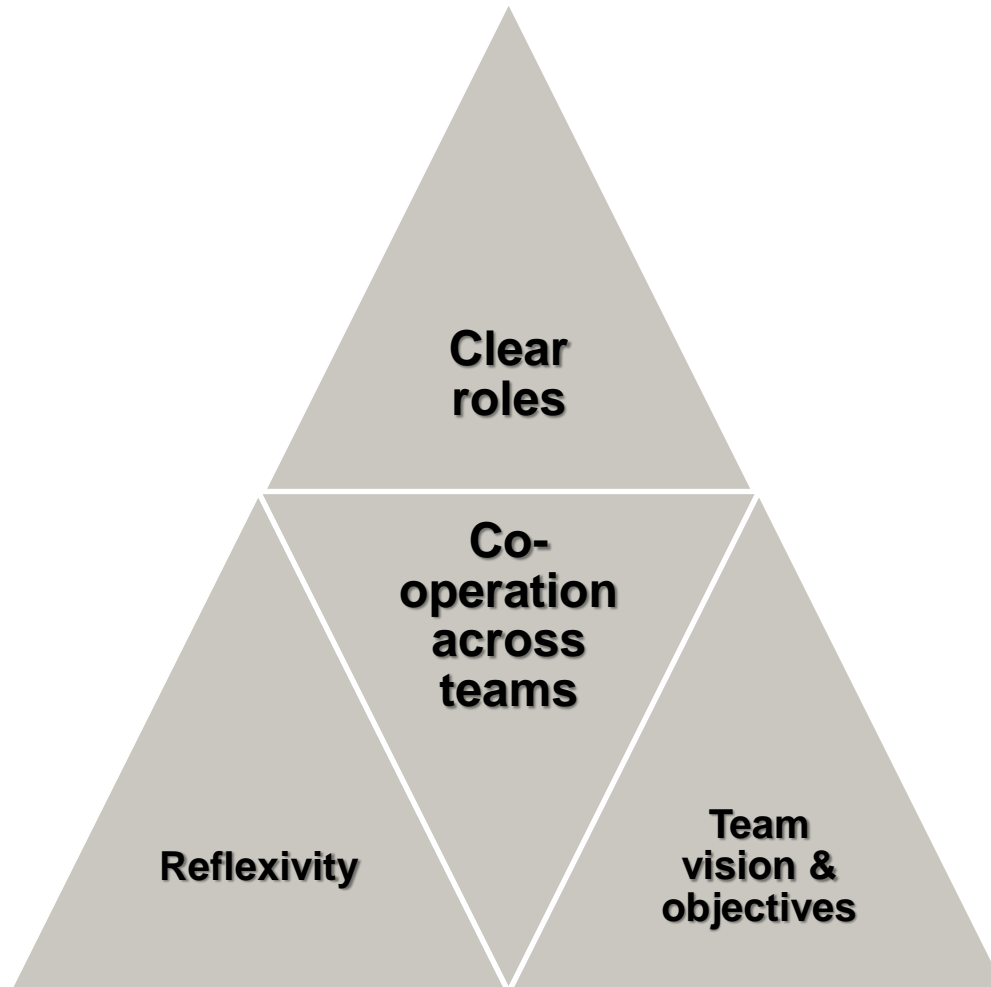 Clear
roles
Co-
operation
across
teams
Reflexivity
Team
vision &
objectives